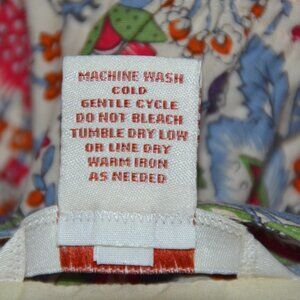 MACHINE WASH
COLD
GENTLE CYCLE
DO NOT BLEACH
TUMBLE DRY LOW
OR LINE DRY
WARM IRON
AS NEEDED